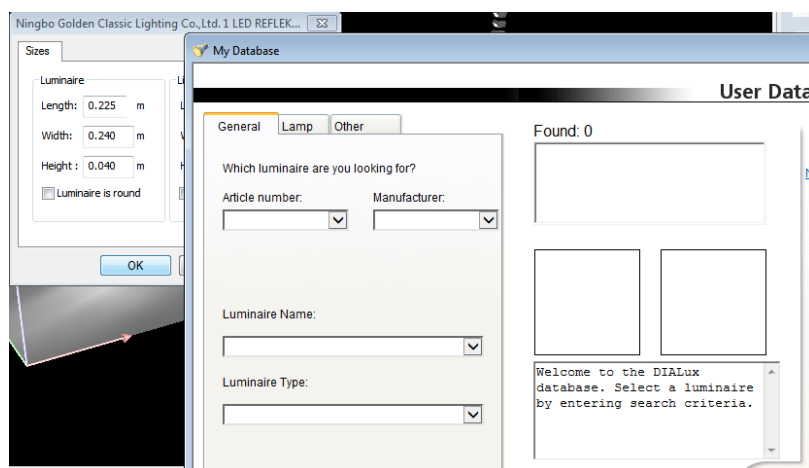 Ningbo Golden Classic Lighting Co.,Ltd. 1 LED REFLEK...
Sizes
Luminaire
Length: 0.225 m
Width: 0.240 m
Height : 0.040 m
Luminaire is round
OK
My Database
User Data
General Lamp Other
Which luminaire are you looking for?
Article number: Manufacturer:
Luminaire Name:
Luminaire Type:
Found: 0
Welcome to the DIALux
database. Select a luminaire
by entering search criteria.